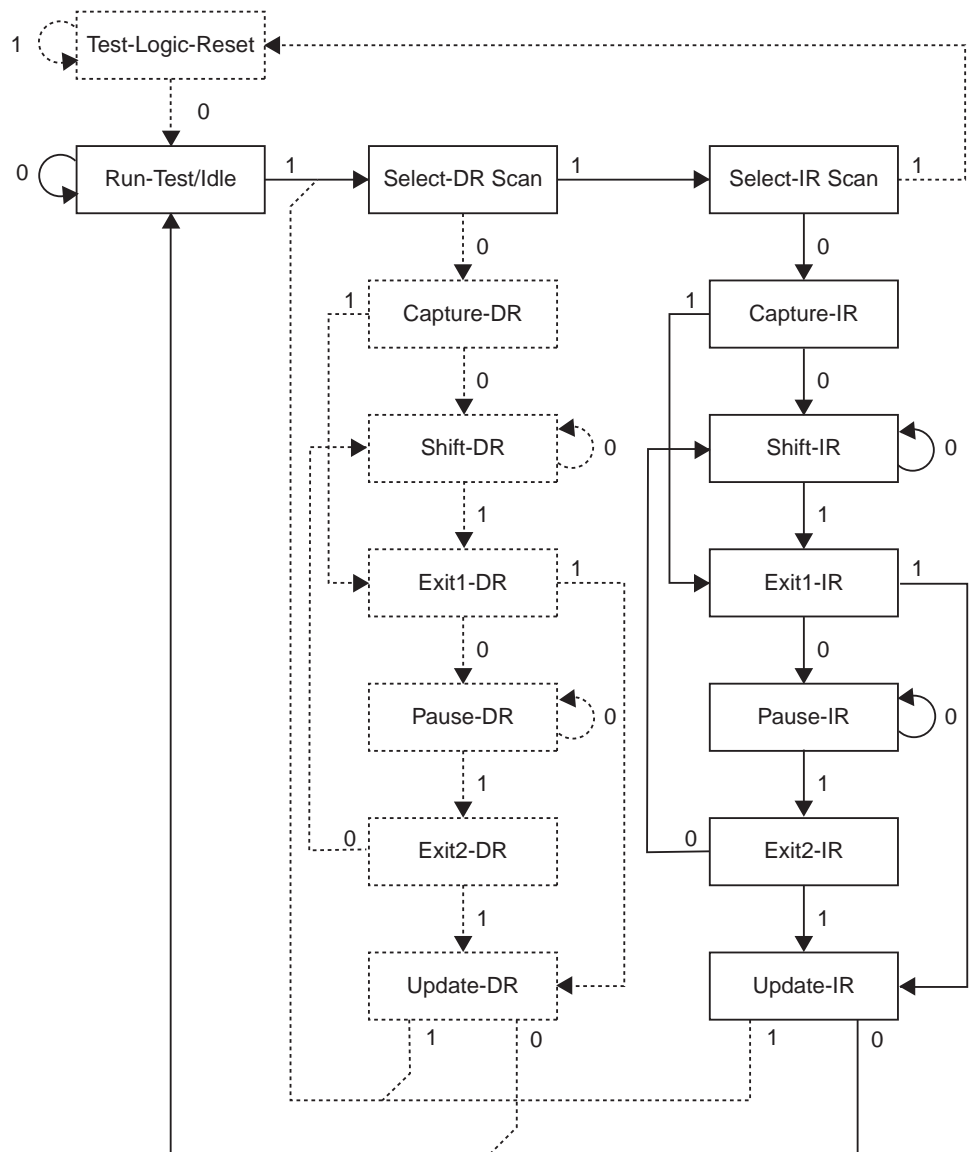 1 Test-Logic-Reset
0
0 Run-Test/Idle 1 Select-DR Scan 1 Select-IR Scan 1
0 0
1 Capture-DR 1 Capture-IR
0 0
Shift-DR 0 Shift-IR 0
1 1
Exit1-DR 1 Exit1-IR 1
0 0
Pause-DR 0 Pause-IR 0
1 1
0 Exit2-DR 0 Exit2-IR
1 1
Update-DR Update-IR
1 0 1 0